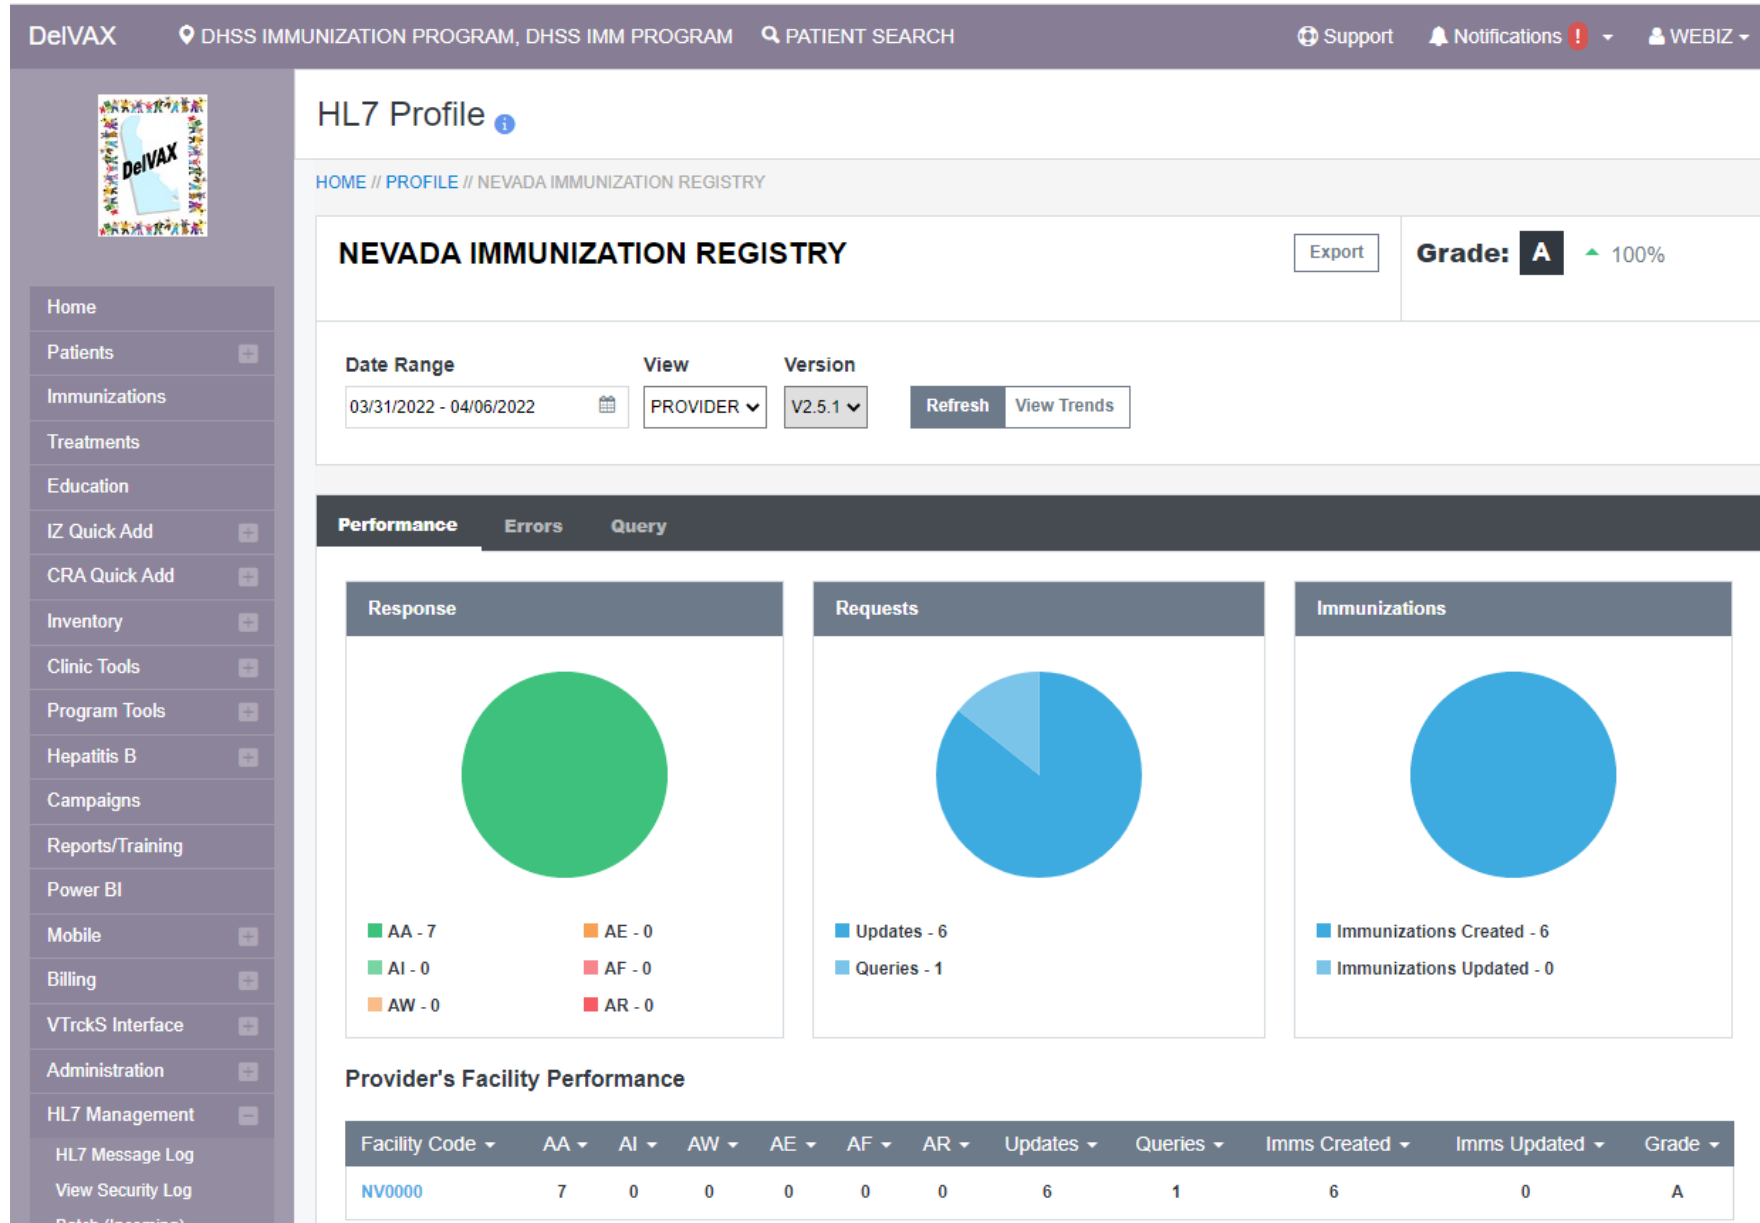 DelVAX DHSS IMMUNIZATION PROGRAM, DHSS IMM PROGRAM PATIENT SEARCH Support Notifications ! WEBIZ
DelVAX
Home
Patients
Immunizations
Treatments
Education
IZ Quick Add
CRA Quick Add
Inventory
Clinic Tools
Program Tools
Hepatitis B
Campaigns
Reports/Training
Power BI
Mobile
Billing
VTrckS Interface
Administration
HL7 Management
HL7 Message Log
View Security Log
Batch (Incoming)
HL7 Profile i
HOME // PROFILE // NEVADA IMMUNIZATION REGISTRY
NEVADA IMMUNIZATION REGISTRY Export Grade: A 100%
Date Range View Version
03/31/2022 - 04/06/2022 PROVIDER V2.5.1 Refresh View Trends
Performance Errors Query
Response
AA - 7 AE - 0
AI - 0 AF - 0
AW - 0 AR - 0
Requests
Updates - 6
Queries - 1
Immunizations
Immunizations Created - 6
Immunizations Updated - 0
Provider's Facility Performance
Facility Code AA AI AW AE AF AR Updates Queries Imms Created Imms Updated Grade
NV0000 7 0 0 0 0 0 6 1 6 0 A